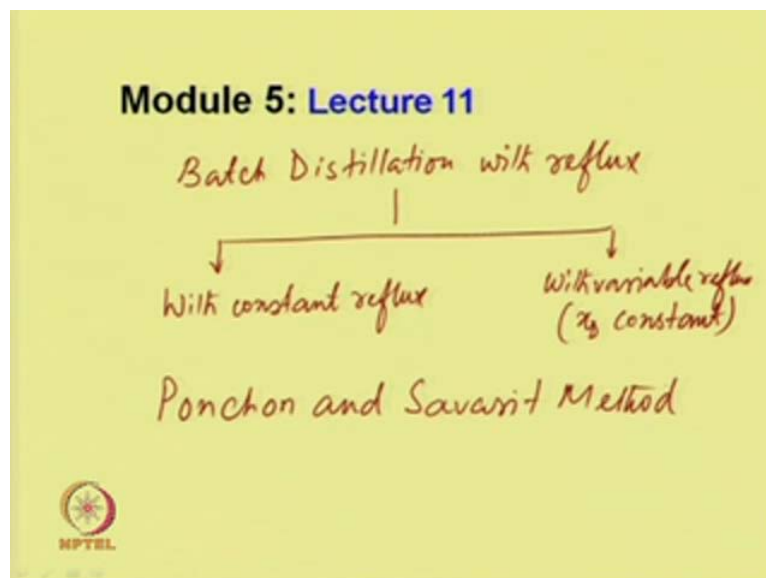 Module 5: Lecture 11
Batch Distillation with reflux
With constant reflux
With variable reflux
(x_D constant)
Ponchon and Savarit Method
NPTEL